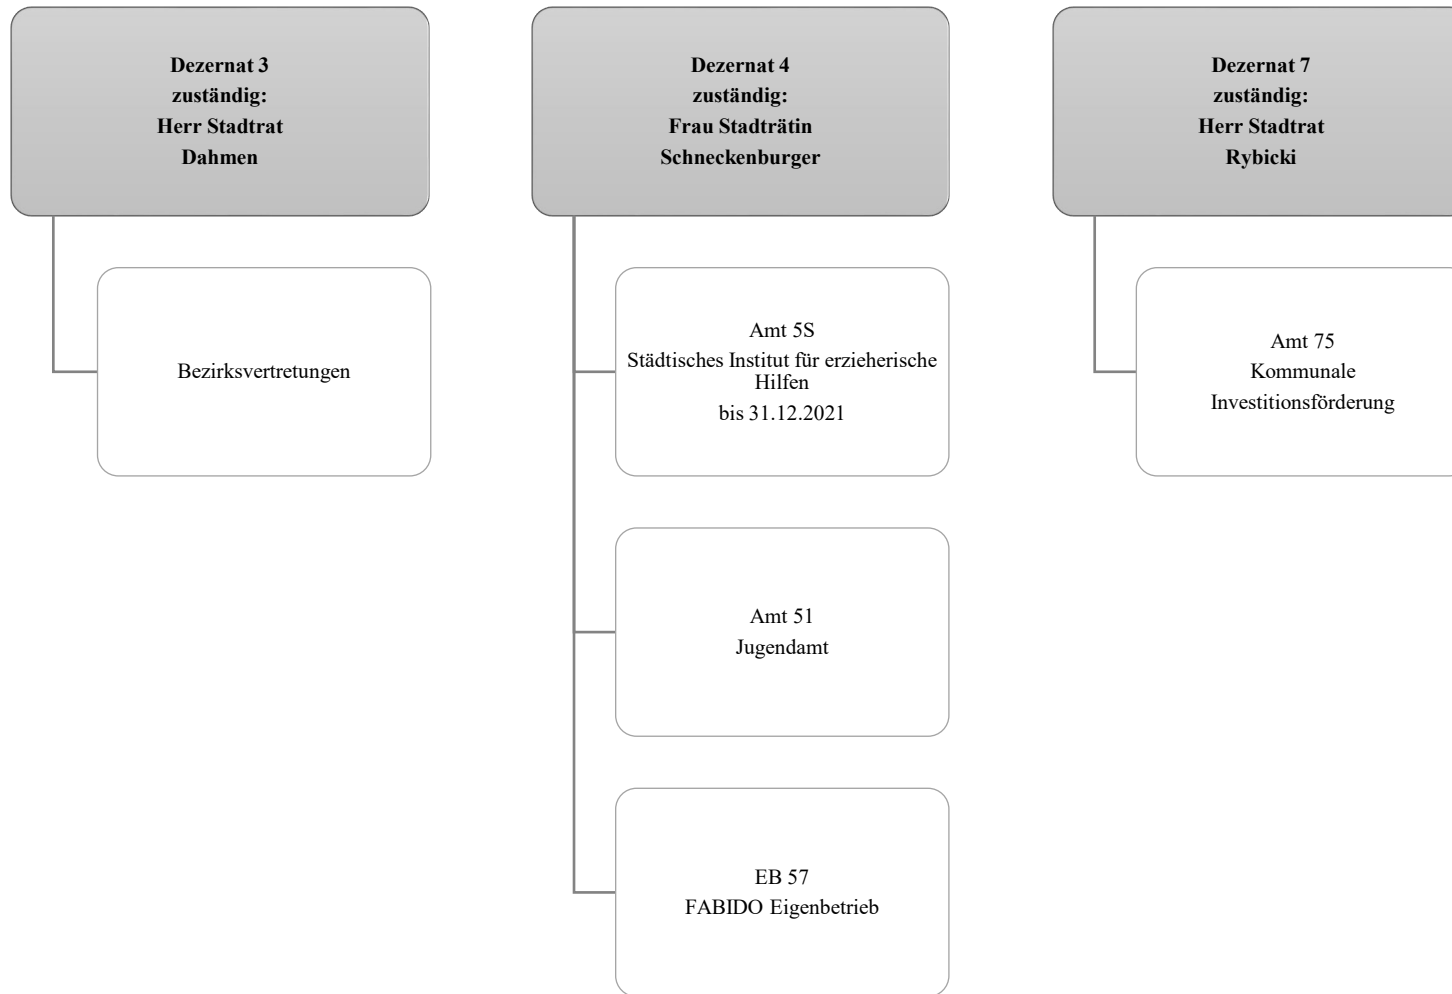 Dezernat 3
zuständig:
Herr Stadtrat
Dahmen
Bezirksvertretungen
Dezernat 4
zuständig:
Frau Stadträtin
Schneckenburger
Amt 5S
Städtisches Institut für erzieherische
Hilfen
bis 31.12.2021
Amt 51
Jugendamt
EB 57
FABIDO Eigenbetrieb
Dezernat 7
zuständig:
Herr Stadtrat
Rybicki
Amt 75
Kommunale
Investitionsförderung